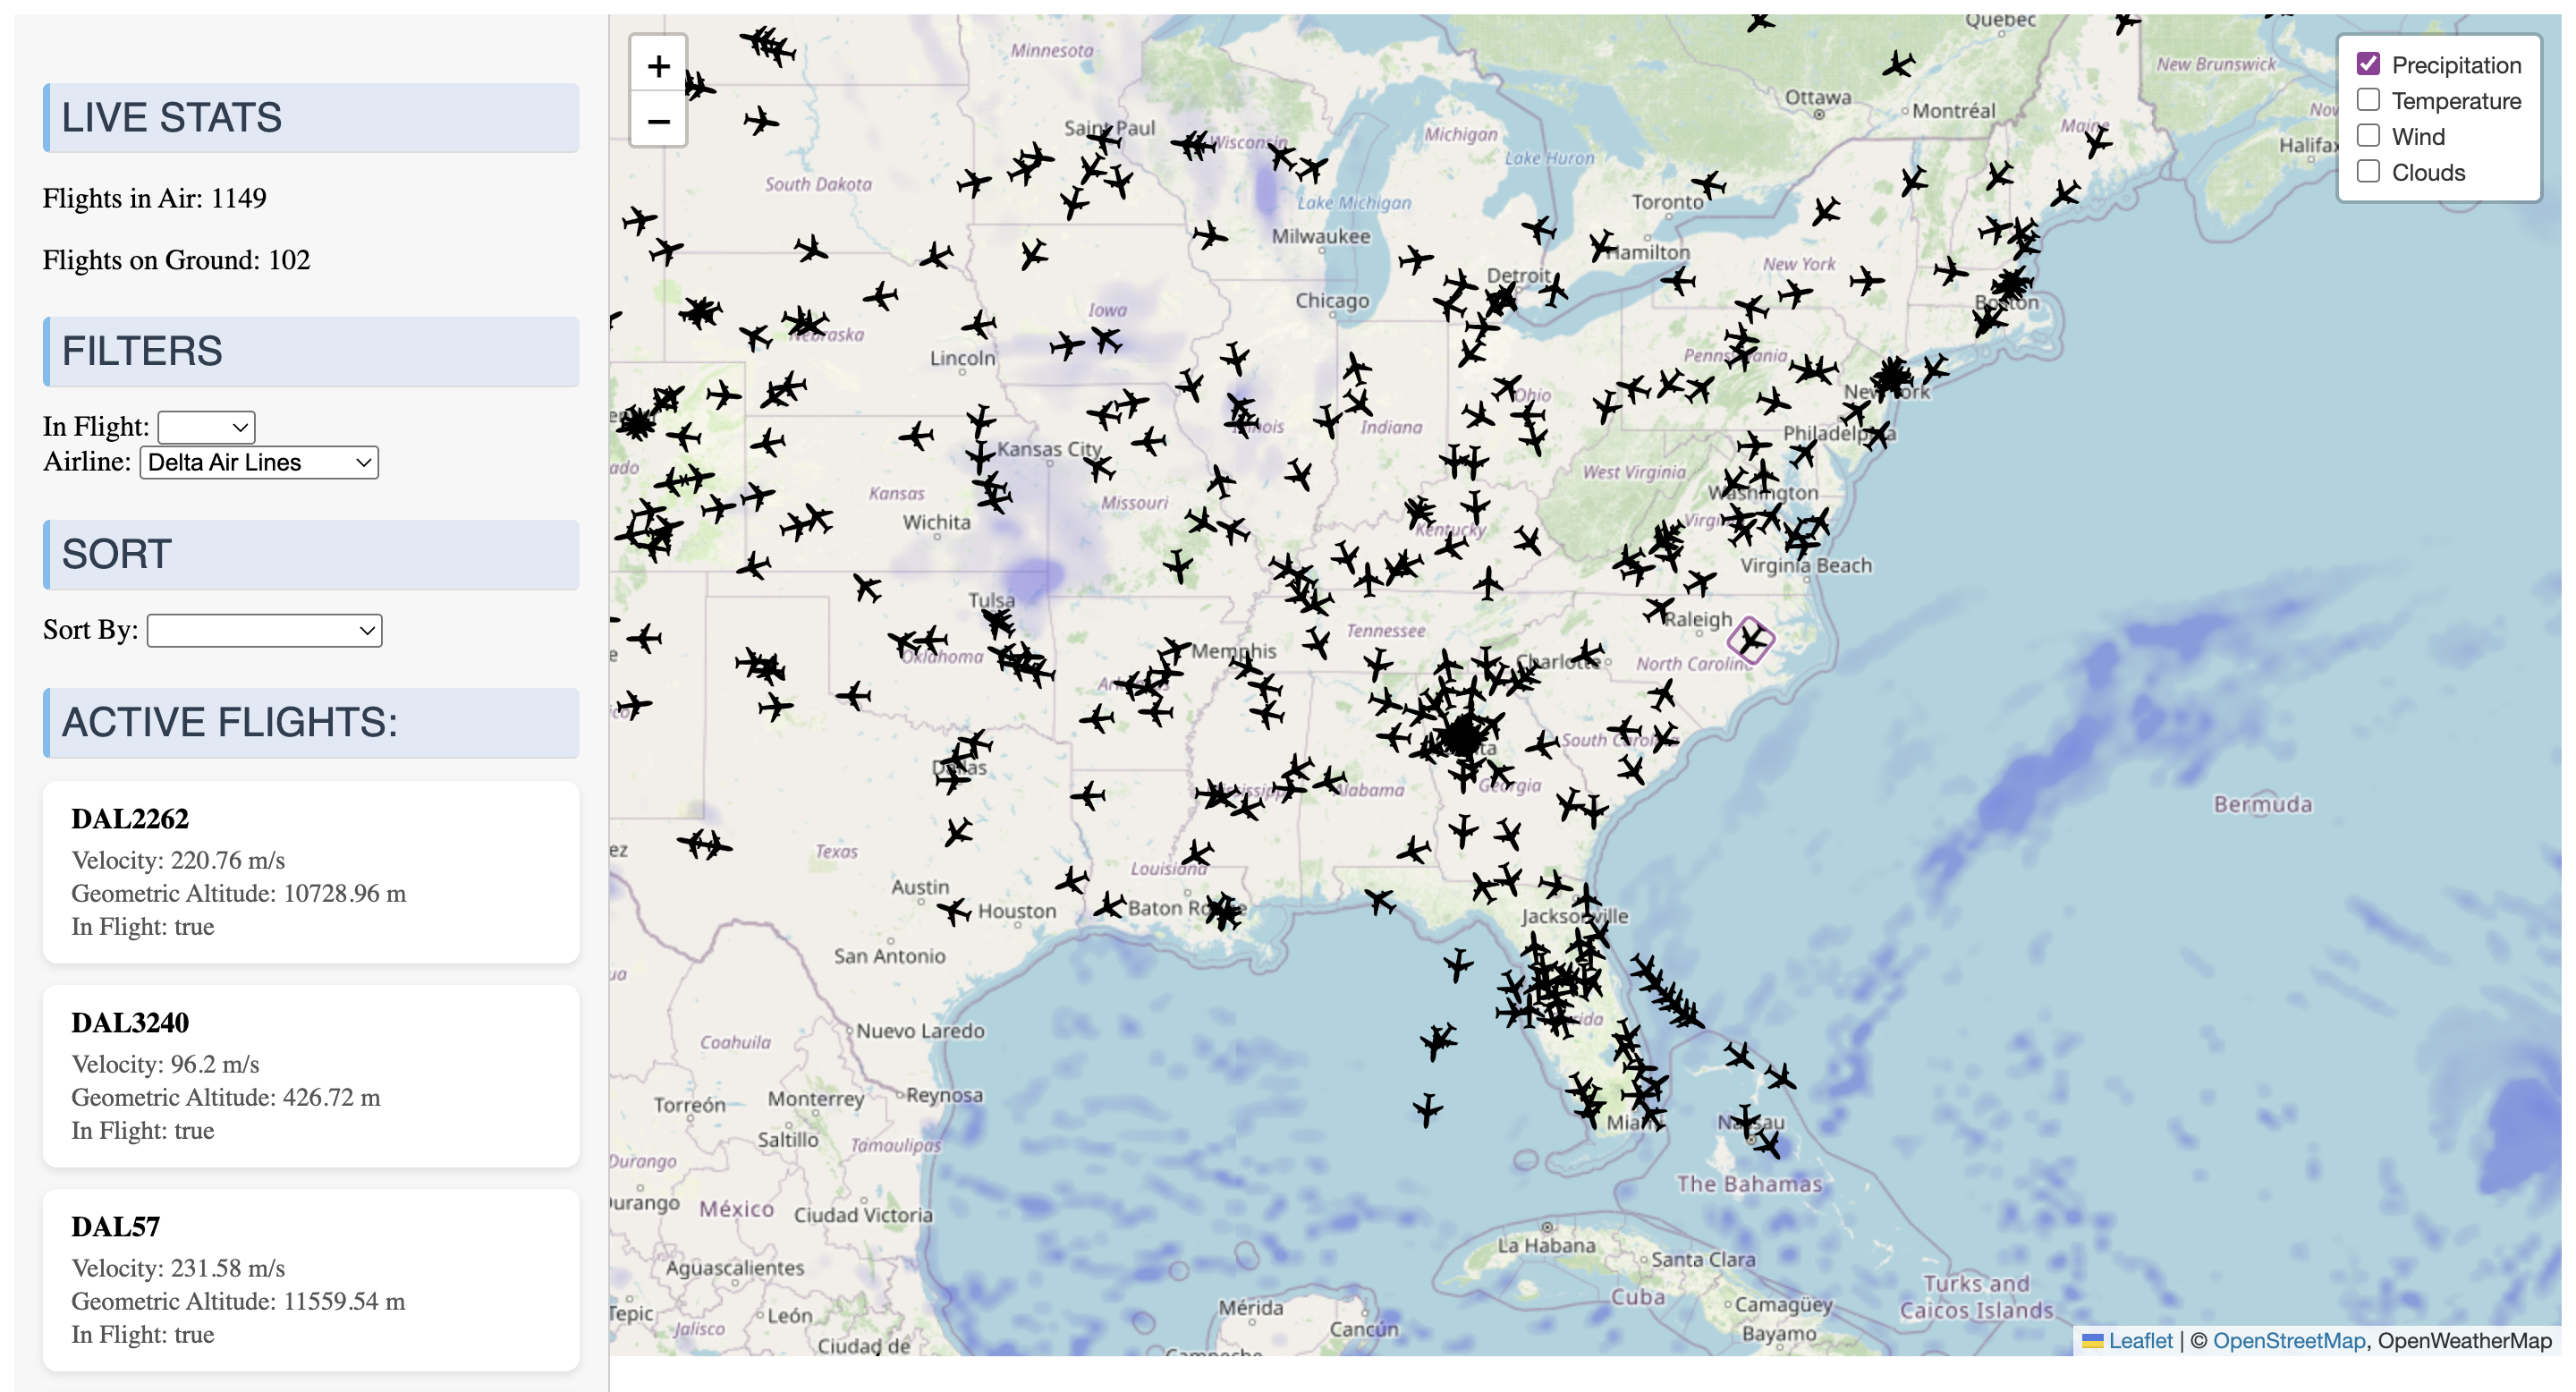 LIVE STATS
Flights in Air: 1149
Flights on Ground: 102
FILTERS
In Flight:
Airline: Delta Air Lines
SORT
Sort By:
ACTIVE FLIGHTS:
DAL2262
Velocity: 220.76 m/s
Geometric Altitude: 10728.96 m
In Flight: true
DAL3240
Velocity: 96.2 m/s
Geometric Altitude: 426.72 m
In Flight: true
DAL57
Velocity: 231.58 m/s
Geometric Altitude: 11559.54 m
In Flight: true
+
−
Precipitation
Temperature
Wind
Clouds
Québec
Minnesota
New Brunswick
Ottawa
Montréal
Saint Paul
Wisconsin
Michigan
Lake Huron
Maine
Halifax
South Dakota
Lake Michigan
Toronto
Milwaukee
Hamilton
New York
Detroit
Chicago
Boston
Iowa
Nebraska
Lincoln
Pennsylvania
New York
Ohio
Illinois
Indiana
Philadelphia
Kansas City
West Virginia
Kansas
Missouri
Washington
Wichita
Kentucky
Virginia
Virginia Beach
Tulsa
Raleigh
Tennessee
Memphis
Oklahoma
Charlotte
North Carolina
South Carolina
Dallas
Mississippi
Alabama
Georgia
Bermuda
Texas
Louisiana
Austin
Houston
Baton Rouge
Jacksonville
San Antonio
Nuevo Laredo
Coahuila
Torreón
Monterrey
Reynosa
Miami
Nassau
Saltillo
Tamaulipas
Durango
The Bahamas
México
Ciudad Victoria
La Habana
Santa Clara
Aguascalientes
Turks and
Caicos Islands
Cuba
Camagüey
Tepic
León
Mérida
Jalisco
Cancún
Bayamo
Ciudad de
Leaflet | © OpenStreetMap, OpenWeatherMap